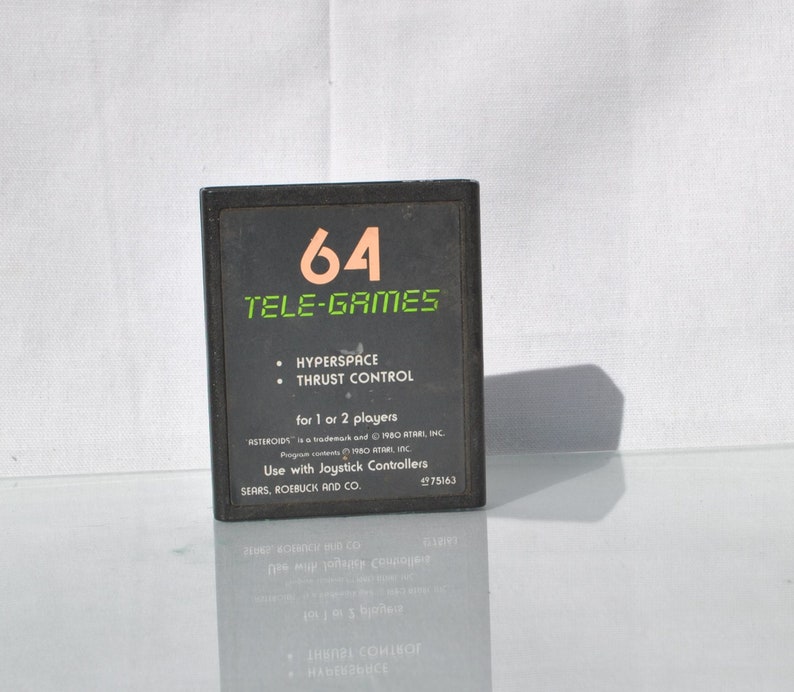 64
TELE-GAMES
• HYPERSPACE
• THRUST CONTROL
for 1 or 2 players
"ASTEROIDS" is a trademark and © 1980 ATARI, INC.
Program contents © 1980 ATARI, INC.
Use with Joystick Controllers
SEARS, ROEBUCK AND CO. 49 75163